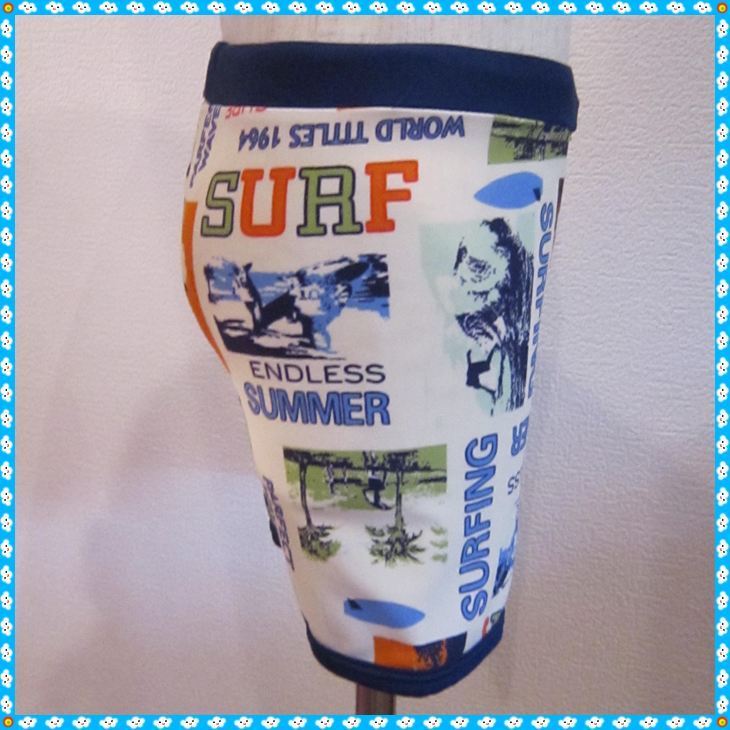 WORLD TITLES 1964
SURF
ENDLESS
SUMMER
SURFING
SURFING